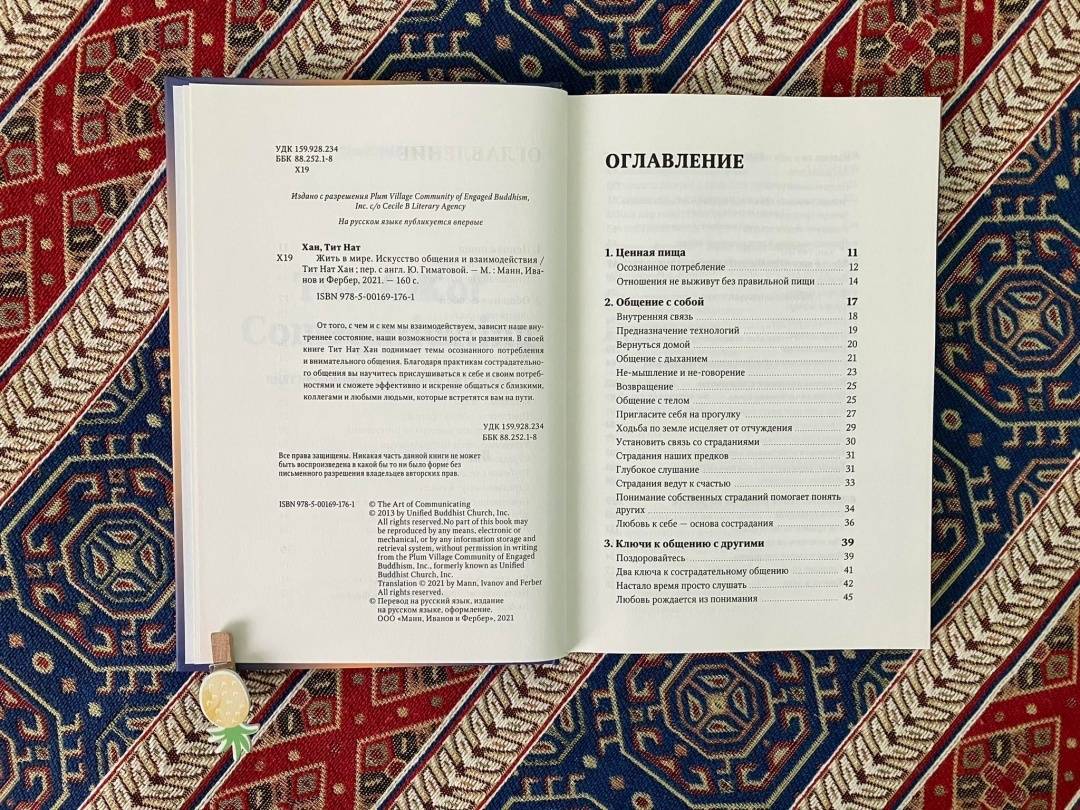 УДК 159.928.234
ББК 88.252.1-8
Х19
Издано с разрешения Plum Village Community of Engaged Buddhism,
Inc. c/o Cecile B Literary Agency
На русском языке публикуется впервые
Хан, Тит Нат
Х19 Жить в мире. Искусство общения и взаимодействия /
Тит Нат Хан ; пер. с англ. Ю. Гиматовой. — М. : Манн, Ива-
нов и Фербер, 2021. — 160 с.
ISBN 978-5-00169-176-1
От того, с чем и с кем мы взаимодействуем, зависит наше вну-
треннее состояние, наши возможности роста и развития. В своей
книге Тит Нат Хан поднимает темы осознанного потребления
и внимательного общения. Благодаря практикам сострадательно-
го общения вы научитесь прислушиваться к себе и своим потреб-
ностями и сможете эффективно и искренне общаться с близкими,
коллегами и любыми людьми, которые встретятся вам на пути.
УДК 159.928.234
ББК 88.252.1-8
Все права защищены. Никакая часть данной книги не может
быть воспроизведена в какой бы то ни было форме без
письменного разрешения владельцев авторских прав.
ISBN 978-5-00169-176-1 © The Art of Communicating
© 2013 by Unified Buddhist Church, Inc.
All rights reserved.No part of this book may
be reproduced by any means, electronic or
mechanical, or by any information storage and
retrieval system, without permission in writing
from the Plum Village Community of Engaged
Buddhism, Inc., formerly known as Unified
Buddhist Church, Inc.
Translation © 2021 by Mann, Ivanov and Ferber
All rights reserved.
© Перевод на русский язык, издание
на русском языке, оформление.
ООО «Манн, Иванов и Фербер», 2021
ОГЛАВЛЕНИЕ
1. Ценная пища 11
Осознанное потребление 12
Отношения не выживут без правильной пищи 14
2. Общение с собой 17
Внутренняя связь 18
Предназначение технологий 19
Вернуться домой 20
Общение с дыханием 21
Не-мышление и не-говорение 23
Возвращение 25
Общение с телом 25
Пригласите себя на прогулку 27
Ходьба по земле исцеляет от отчуждения 29
Установить связь со страданиями 30
Страдания наших предков 31
Глубокое слушание 31
Страдания ведут к счастью 33
Понимание собственных страданий помогает понять
других 34
Любовь к себе — основа сострадания 36
3. Ключи к общению с другими 39
Поздоровайтесь 39
Два ключа к сострадательному общению 41
Настало время просто слушать 42
Любовь рождается из понимания 45